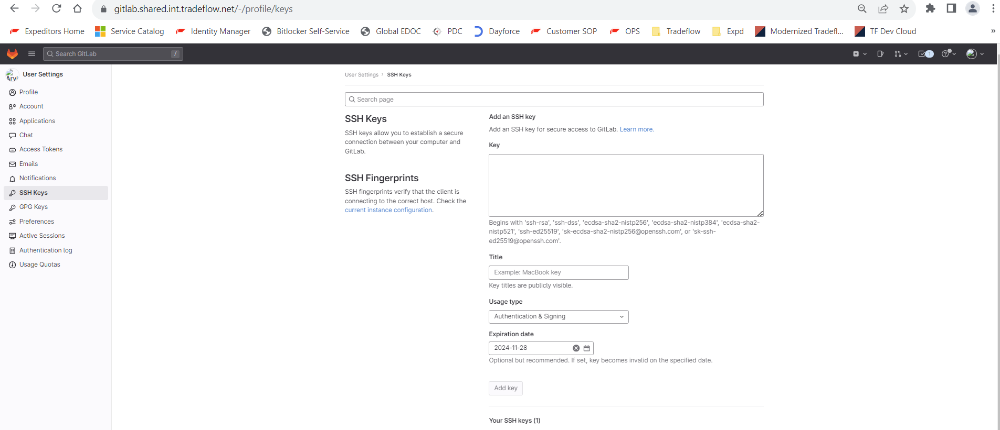 gitlab.shared.int.tradeflow.net/-/profile/keys
Expeditors Home Service Catalog Identity Manager Bitlocker Self-Service Global EDOC PDC Dayforce Customer SOP OPS Tradeflow Expd Modernized Tradefl... TF Dev Cloud »
Search GitLab /
1
Arvi User Settings
Profile
Account
Applications
Chat
Access Tokens
Emails
Notifications
SSH Keys
GPG Keys
Preferences
Active Sessions
Authentication log
Usage Quotas
User Settings › SSH Keys
Search page
SSH Keys
SSH keys allow you to establish a secure
connection between your computer and
GitLab.
SSH Fingerprints
SSH fingerprints verify that the client is
connecting to the correct host. Check the
current instance configuration.
Add an SSH key
Add an SSH key for secure access to GitLab. Learn more.
Key
Begins with 'ssh-rsa', 'ssh-dss', 'ecdsa-sha2-nistp256', 'ecdsa-sha2-nistp384', 'ecdsa-sha2-
nistp521', 'ssh-ed25519', 'sk-ecdsa-sha2-nistp256@openssh.com', or 'sk-ssh-
ed25519@openssh.com'.
Title
Example: MacBook key
Key titles are publicly visible.
Usage type
Authentication & Signing
Expiration date
2024-11-28
Optional but recommended. If set, key becomes invalid on the specified date.
Add key
Your SSH keys (1)